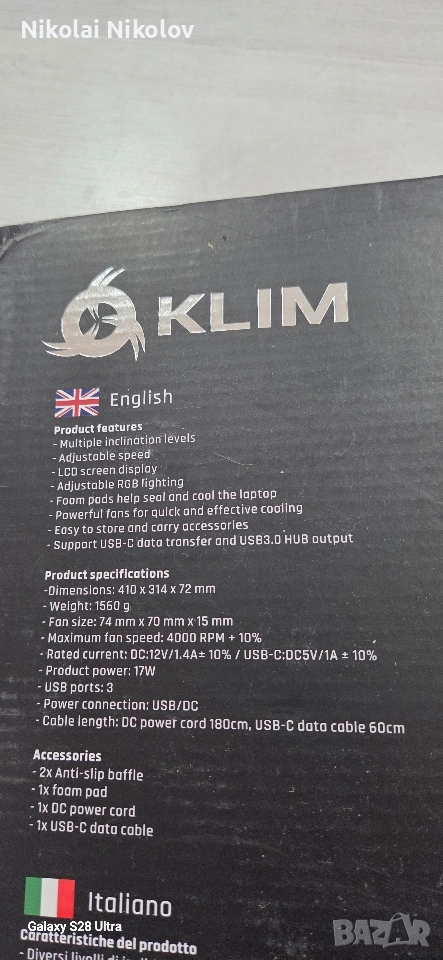 Nikolai Nikolov
KLIM
English
Product features
- Multiple inclination levels
- Adjustable speed
- LCD screen display
- Adjustable RGB lighting
- Foam pads help seal and cool the laptop
- Powerful fans for quick and effective cooling
- Easy to store and carry accessories
- Support USB-C data transfer and USB3.0 HUB output
Product specifications
-Dimensions: 410 x 314 x 72 mm
- Weight: 1560 g
- Fan size: 74 mm x 70 mm x 15 mm
- Maximum fan speed: 4000 RPM + 10%
- Rated current: DC:12V/1.4A± 10% / USB-C:DC5V/1A ± 10%
- Product power: 17W
- USB ports: 3
- Power connection: USB/DC
- Cable length: DC power cord 180cm, USB-C data cable 60cm
Accessories
- 2x Anti-slip baffle
- 1x foam pad
- 1x DC power cord
- 1x USB-C data cable
Italiano
Galaxy S28 Ultra
Caratteristiche del prodotto
- Diversi livelli di
BAZAR